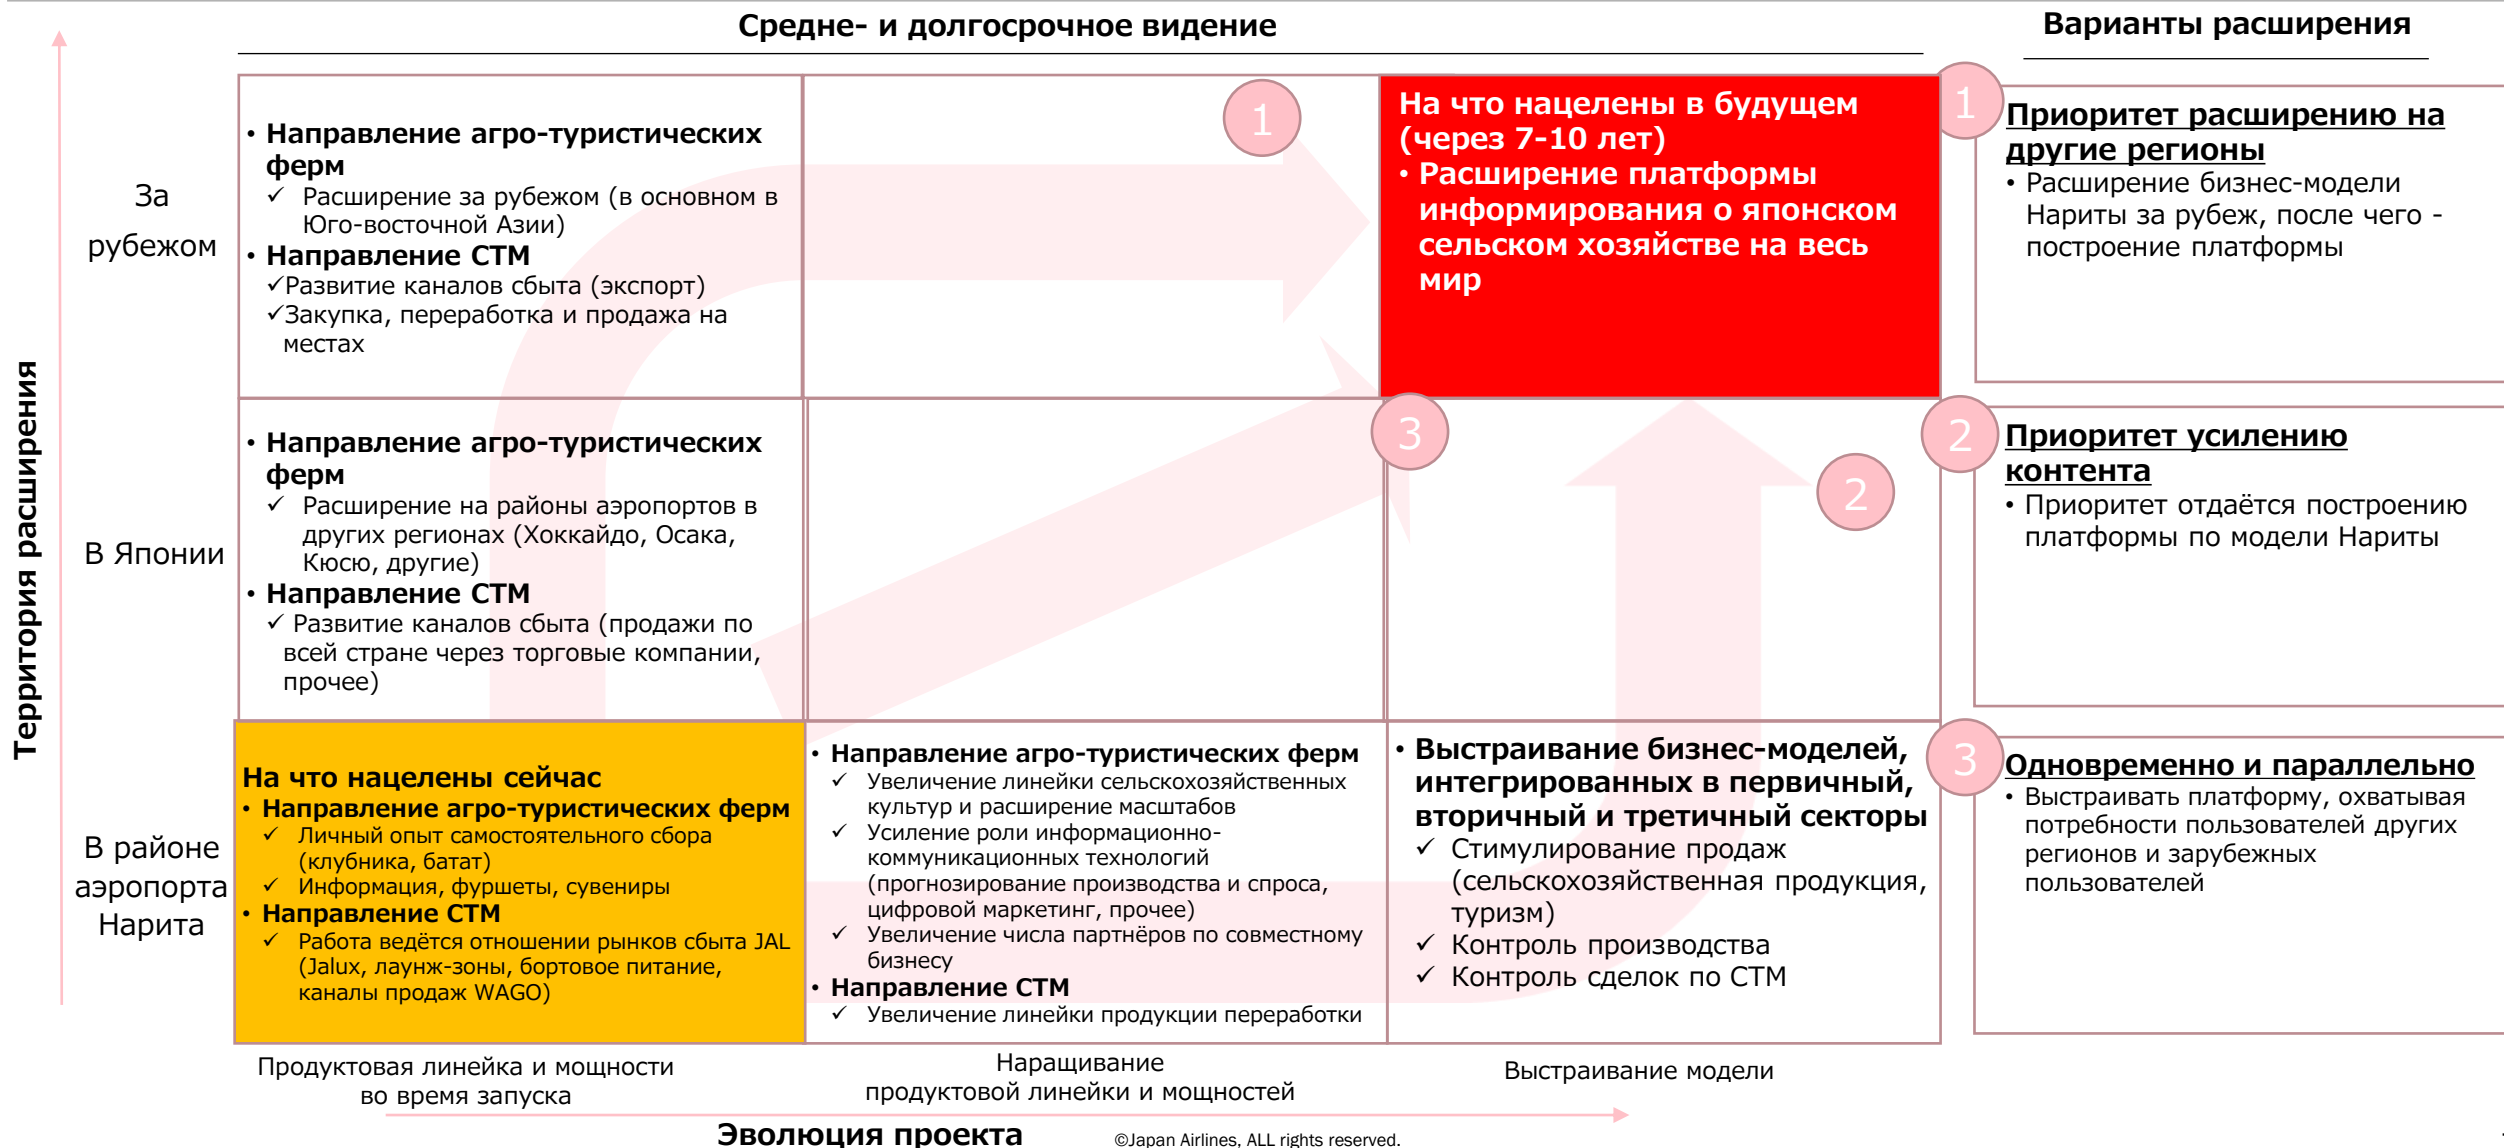 Средне- и долгосрочное видение
Варианты расширения
Территория расширения
За
рубежом
• Направление агро-туристических
ферм
✓ Расширение за рубежом (в основном в
Юго-восточной Азии)
• Направление СТМ
✓Развитие каналов сбыта (экспорт)
✓Закупка, переработка и продажа на
местах
1
На что нацелены в будущем
(через 7-10 лет)
• Расширение платформы
информирования о японском
сельском хозяйстве на весь
мир
1
Приоритет расширению на
другие регионы
• Расширение бизнес-модели
Нариты за рубеж, после чего -
построение платформы
В Японии
• Направление агро-туристических
ферм
✓ Расширение на районы аэропортов в
других регионах (Хоккайдо, Осака,
Кюсю, другие)
• Направление СТМ
✓ Развитие каналов сбыта (продажи по
всей стране через торговые компании,
прочее)
3
2
2
Приоритет усилению
контента
• Приоритет отдаётся построению
платформы по модели Нариты
В районе
аэропорта
Нарита
На что нацелены сейчас
• Направление агро-туристических ферм
✓ Личный опыт самостоятельного сбора
(клубника, батат)
✓ Информация, фуршеты, сувениры
• Направление СТМ
✓ Работа ведётся отношении рынков сбыта JAL
(Jalux, лаунж-зоны, бортовое питание,
каналы продаж WAGO)
• Направление агро-туристических ферм
✓ Увеличение линейки сельскохозяйственных
культур и расширение масштабов
✓ Усиление роли информационно-
коммуникационных технологий
(прогнозирование производства и спроса,
цифровой маркетинг, прочее)
✓ Увеличение числа партнёров по совместному
бизнесу
• Направление СТМ
✓ Увеличение линейки продукции переработки
• Выстраивание бизнес-моделей,
интегрированных в первичный,
вторичный и третичный секторы
✓ Стимулирование продаж
(сельскохозяйственная продукция,
туризм)
✓ Контроль производства
✓ Контроль сделок по СТМ
3
Одновременно и параллельно
• Выстраивать платформу, охватывая
потребности пользователей других
регионов и зарубежных
пользователей
Продуктовая линейка и мощности
во время запуска
Наращивание
продуктовой линейки и мощностей
Выстраивание модели
Эволюция проекта
©Japan Airlines, ALL rights reserved.